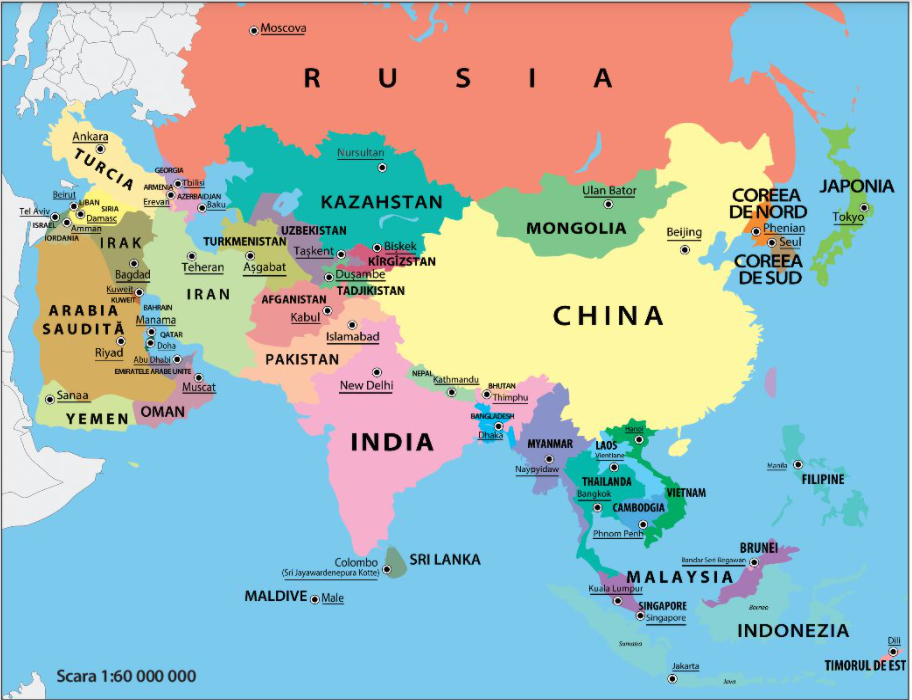 Moscova
RUSIA
Ankara
TURCIA
Nursultan
KAZAHSTAN
Ulan Bator
MONGOLIA
Beijing
COREEA
DE NORD
Phenian
Seul
COREEA
DE SUD
JAPONIA
Tokyo
GEORGIA
Tbilisi
ARMENIA
Erevan
AZERBAIDJAN
Baku
Beirut
LIBAN
SIRIA
Damasc
Tel Aviv
ISRAEL
Amman
IORDANIA
IRAK
Bagdad
Kuweit
KUWEIT
TURKMENISTAN
Așgabat
UZBEKISTAN
Tașkent
Bișkek
KÎRGÎZSTAN
Dușambe
TADJIKISTAN
Teheran
IRAN
AFGANISTAN
Kabul
Islamabad
PAKISTAN
CHINA
ARABIA
SAUDITĂ
Riyad
BAHRAIN
Manama
QATAR
Doha
Abu Dhabi
EMIRATELE ARABE UNITE
Muscat
OMAN
Sanaa
YEMEN
New Delhi
INDIA
NEPAL
Kathmandu
BHUTAN
Thimphu
BANGLADESH
Dhaka
MYANMAR
Naypyidaw
LAOS
Vientiane
Hanoi
THAILANDA
Bangkok
VIETNAM
CAMBODGIA
Phnom Penh
Manila
FILIPINE
Colombo
(Sri Jayawardenepura Kotte)
SRI LANKA
MALDIVE
Male
BRUNEI
Bandar Seri Begawan
MALAYSIA
Kuala Lumpur
SINGAPORE
Singapore
Borneo
INDONEZIA
Sumatea
Jakarta
Java
Dili
TIMORUL DE EST
Scara 1:60 000 000